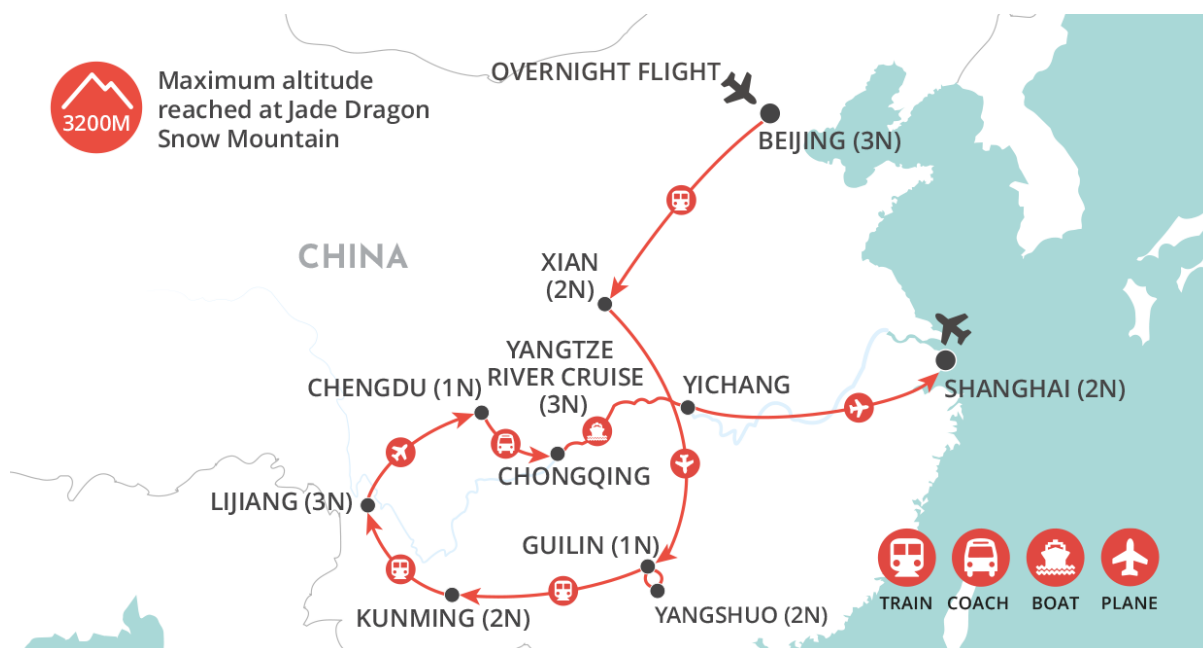 3200M
Maximum altitude
reached at Jade Dragon
Snow Mountain
OVERNIGHT FLIGHT
BEIJING (3N)
CHINA
XIAN
(2N)
YANGTZE
RIVER CRUISE
(3N)
CHENGDU (1N)
YICHANG
SHANGHAI (2N)
CHONGQING
LIJIANG (3N)
GUILIN (1N)
KUNMING (2N)
YANGSHUO (2N)
TRAIN
COACH
BOAT
PLANE